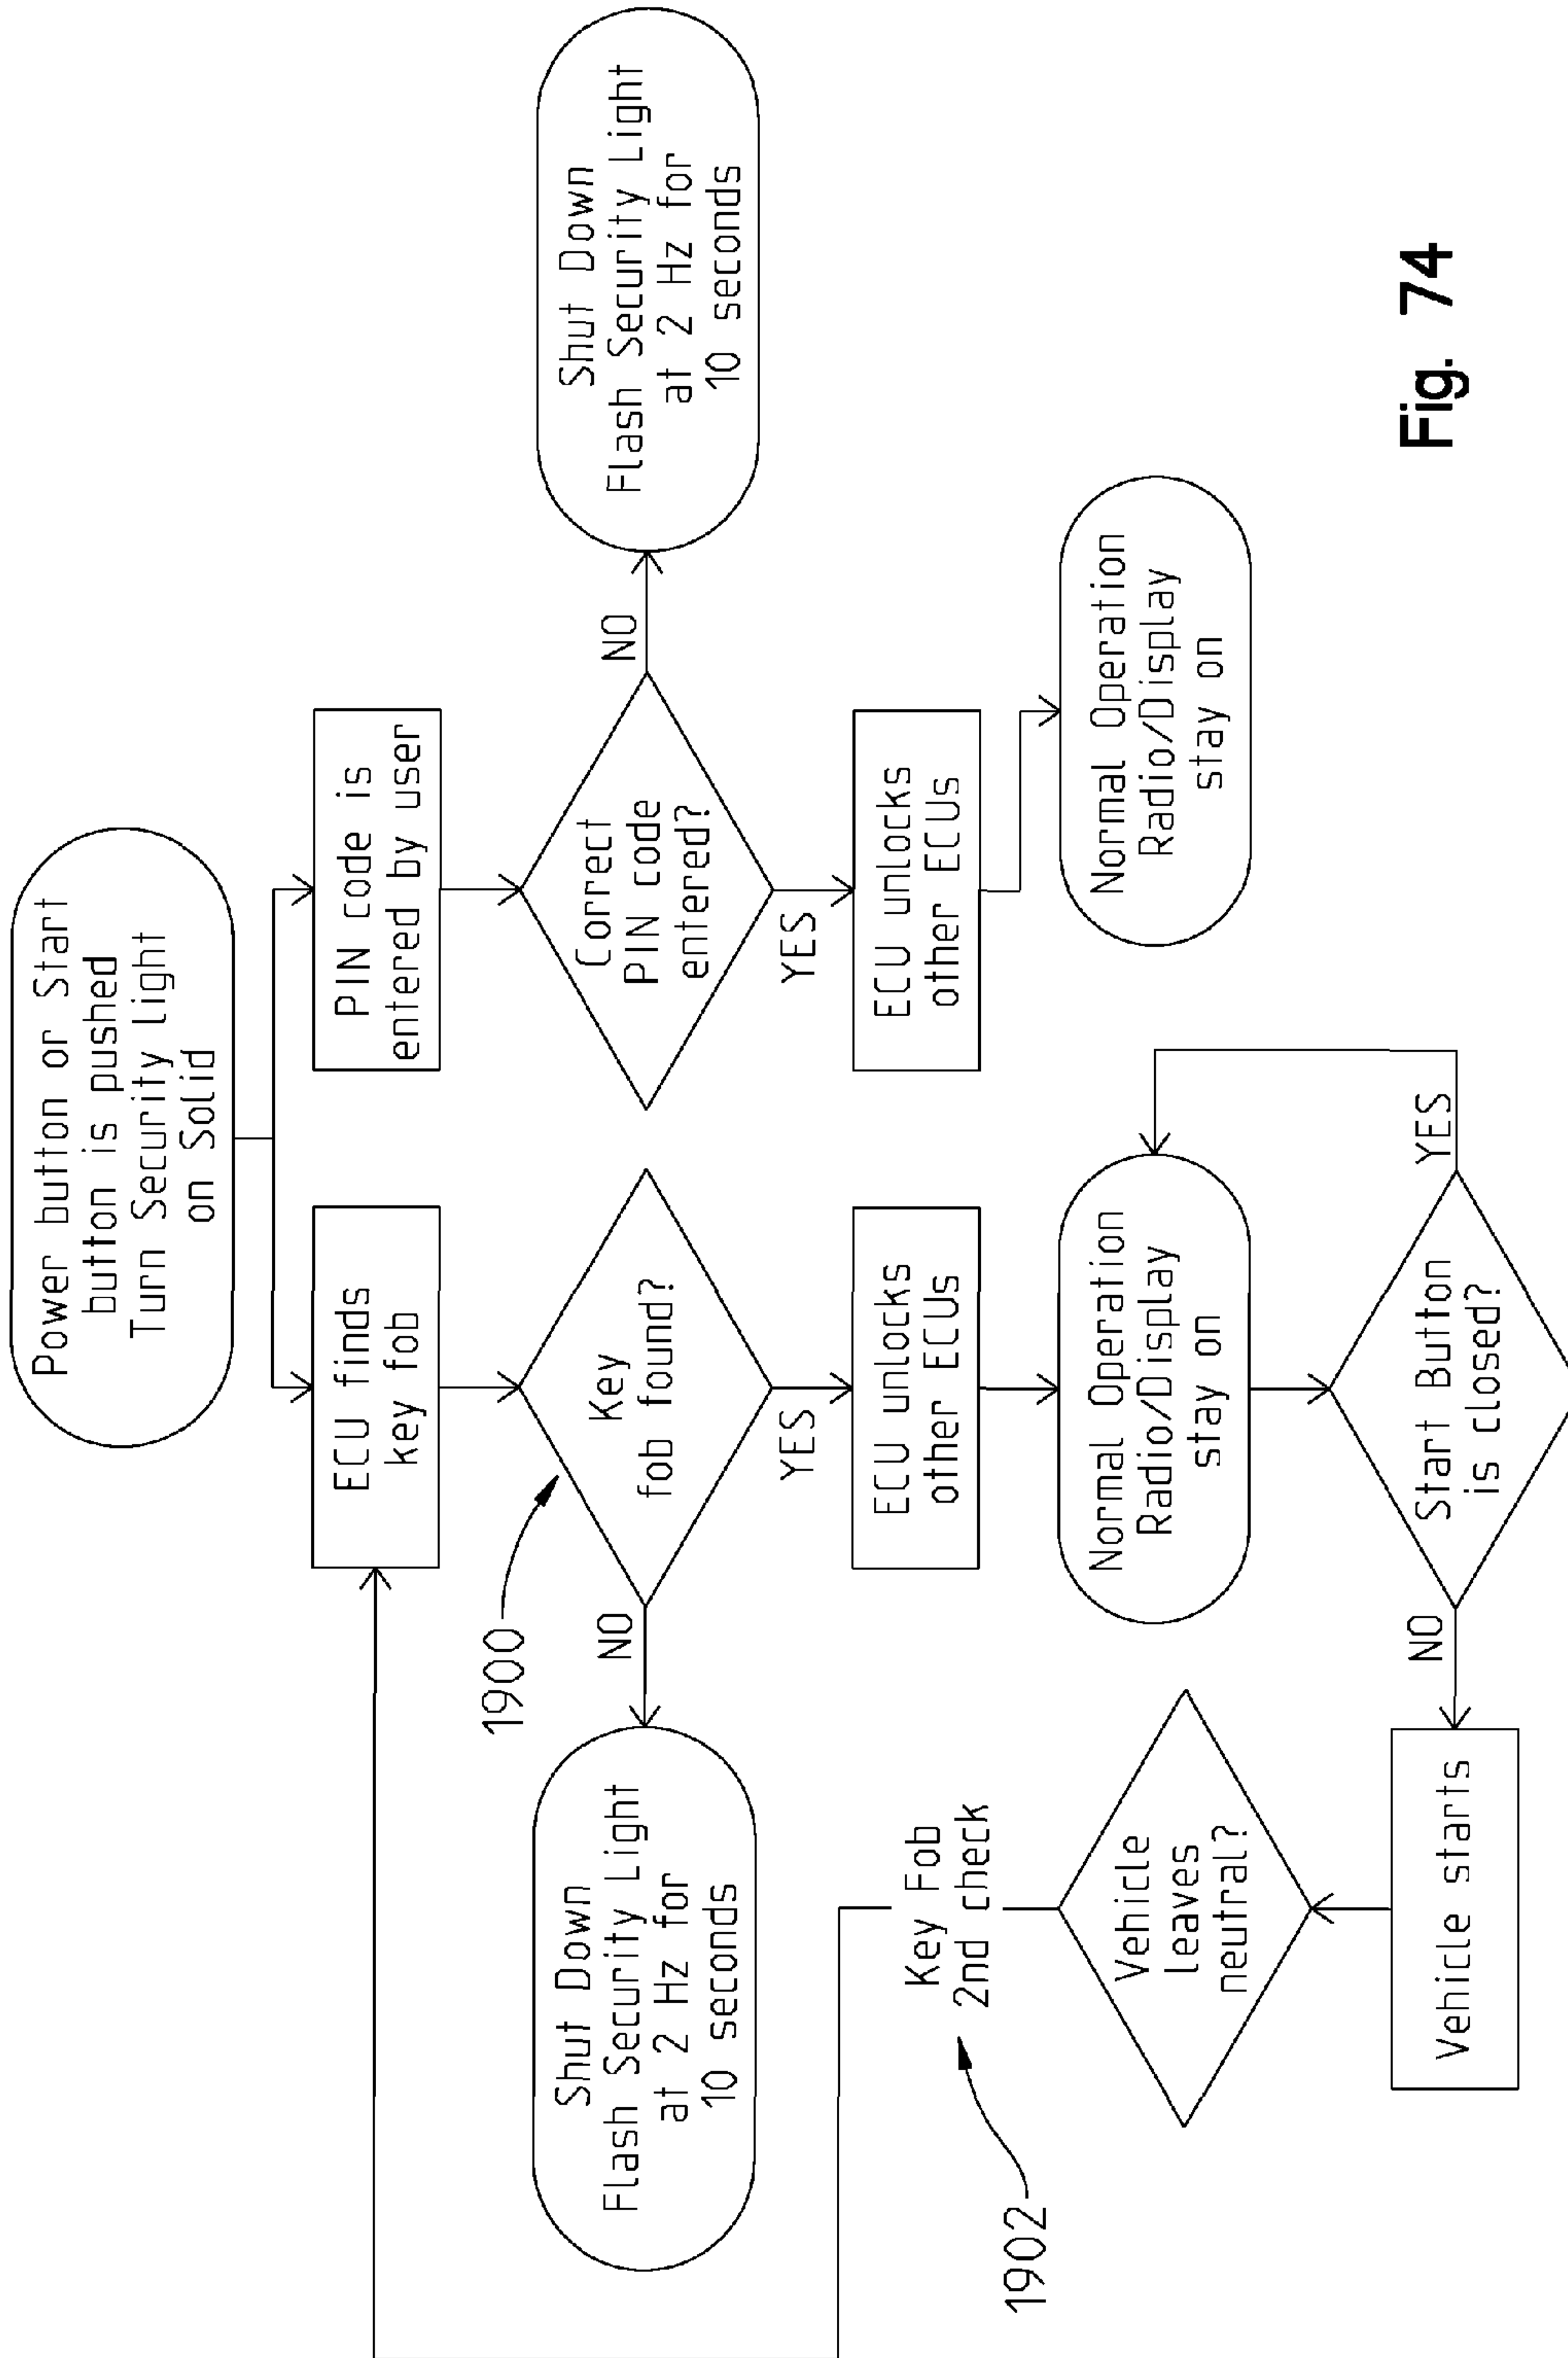 Power button or Start
button is pushed
Turn Security light
on Solid
ECU finds
key fob
PIN code is
entered by user
1900
Key
fob found?
NO
YES
Shut Down
Flash Security Light
at 2 Hz for
10 seconds
Correct
PIN code
entered?
NO
YES
Shut Down
Flash Security Light
at 2 Hz for
10 seconds
ECU unlocks
other ECUs
ECU unlocks
other ECUs
Normal Operation
Radio/Display
stay on
Normal Operation
Radio/Display
stay on
Start Button
is closed?
YES
NO
Vehicle starts
Vehicle
leaves
neutral?
Key Fob
2nd check
1902
Fig. 74